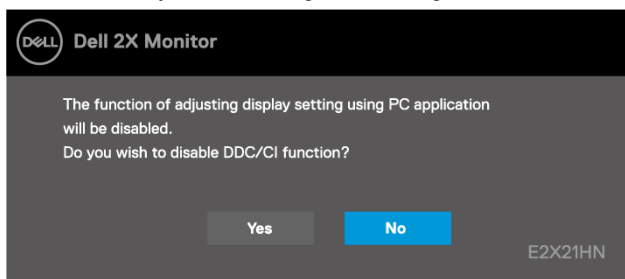 DELL
Dell 2X Monitor
The function of adjusting display setting using PC application
will be disabled.
Do you wish to disable DDC/CI function?
Yes
No
E2X21HN